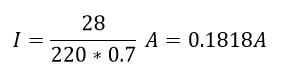 I = 28 / 220 * 0.7 A = 0.1818A